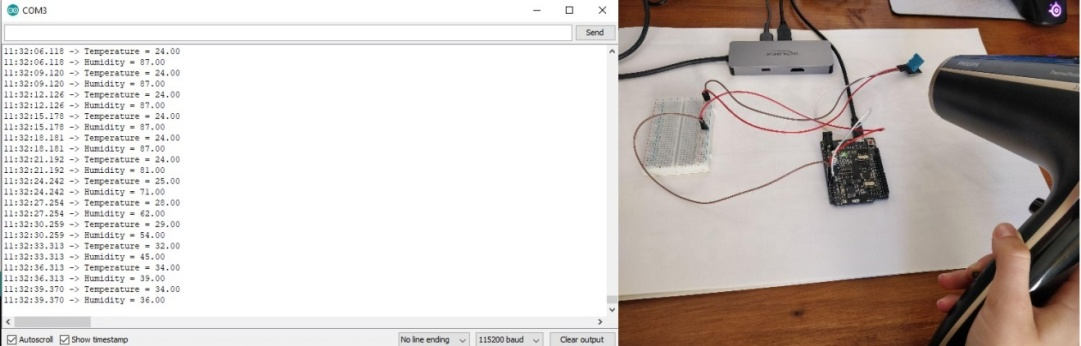 COM3
Send
11:32:06.118 -> Temperature = 24.00
11:32:06.118 -> Humidity = 87.00
11:32:09.120 -> Temperature = 24.00
11:32:09.120 -> Humidity = 87.00
11:32:12.126 -> Temperature = 24.00
11:32:12.126 -> Humidity = 87.00
11:32:15.178 -> Temperature = 24.00
11:32:15.178 -> Humidity = 87.00
11:32:18.181 -> Temperature = 24.00
11:32:18.181 -> Humidity = 87.00
11:32:21.192 -> Temperature = 24.00
11:32:21.192 -> Humidity = 81.00
11:32:24.242 -> Temperature = 25.00
11:32:24.242 -> Humidity = 71.00
11:32:27.254 -> Temperature = 28.00
11:32:27.254 -> Humidity = 62.00
11:32:30.259 -> Temperature = 29.00
11:32:30.259 -> Humidity = 54.00
11:32:33.313 -> Temperature = 32.00
11:32:33.313 -> Humidity = 45.00
11:32:36.313 -> Temperature = 34.00
11:32:36.313 -> Humidity = 39.00
11:32:39.370 -> Temperature = 34.00
11:32:39.370 -> Humidity = 36.00
Autoscroll Show timestamp No line ending 115200 baud Clear output
PHILIPS